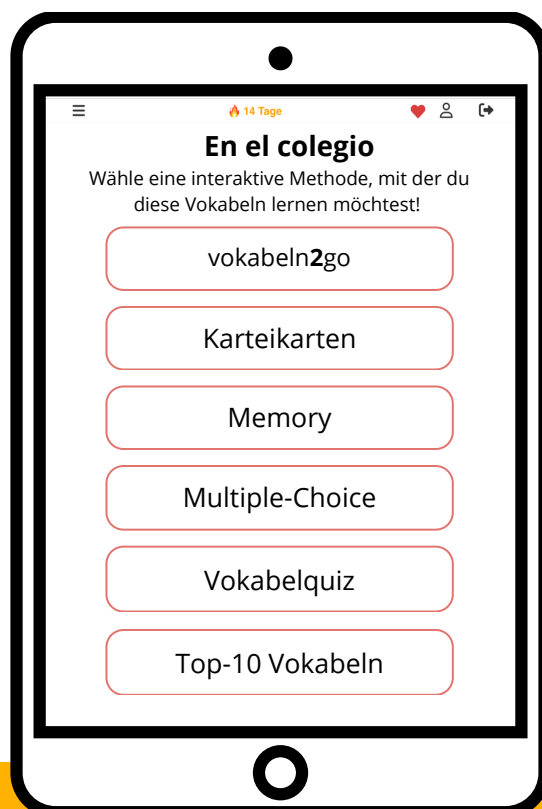 14 Tage
En el colegio
Wähle eine interaktive Methode, mit der du
diese Vokabeln lernen möchtest!
vokabeln2go
Karteikarten
Memory
Multiple-Choice
Vokabelquiz
Top-10 Vokabeln